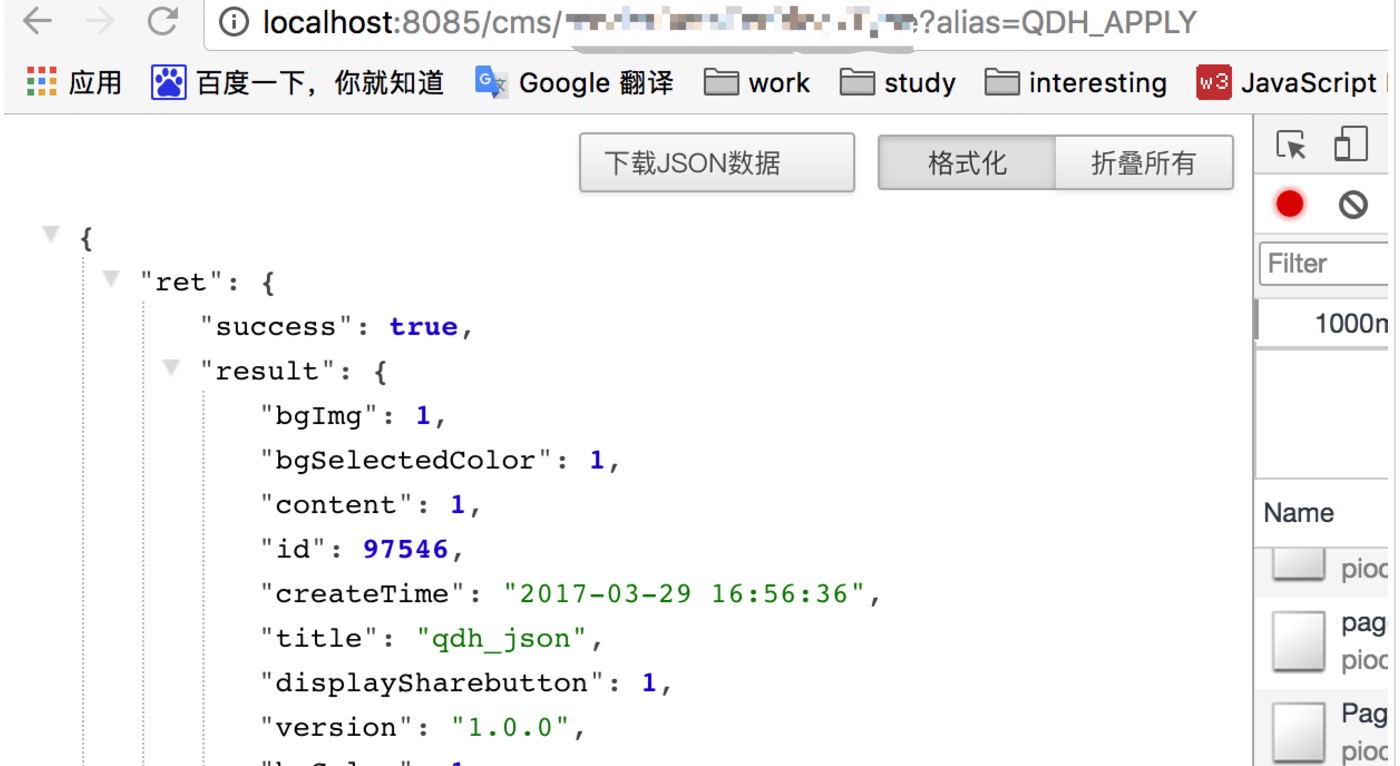 localhost:8085/cms/ ?alias=QDH_APPLY
应用 百度一下，你就知道 Google 翻译 work study interesting w3 JavaScript
下载JSON数据 格式化 折叠所有
{
"ret": {
"success": true,
"result": {
"bgImg": 1,
"bgSelectedColor": 1,
"content": 1,
"id": 97546,
"createTime": "2017-03-29 16:56:36",
"title": "qdh_json",
"displaySharebutton": 1,
"version": "1.0.0",
Filter
1000m
Name
pioc
pag
pioc
Pag
pioc